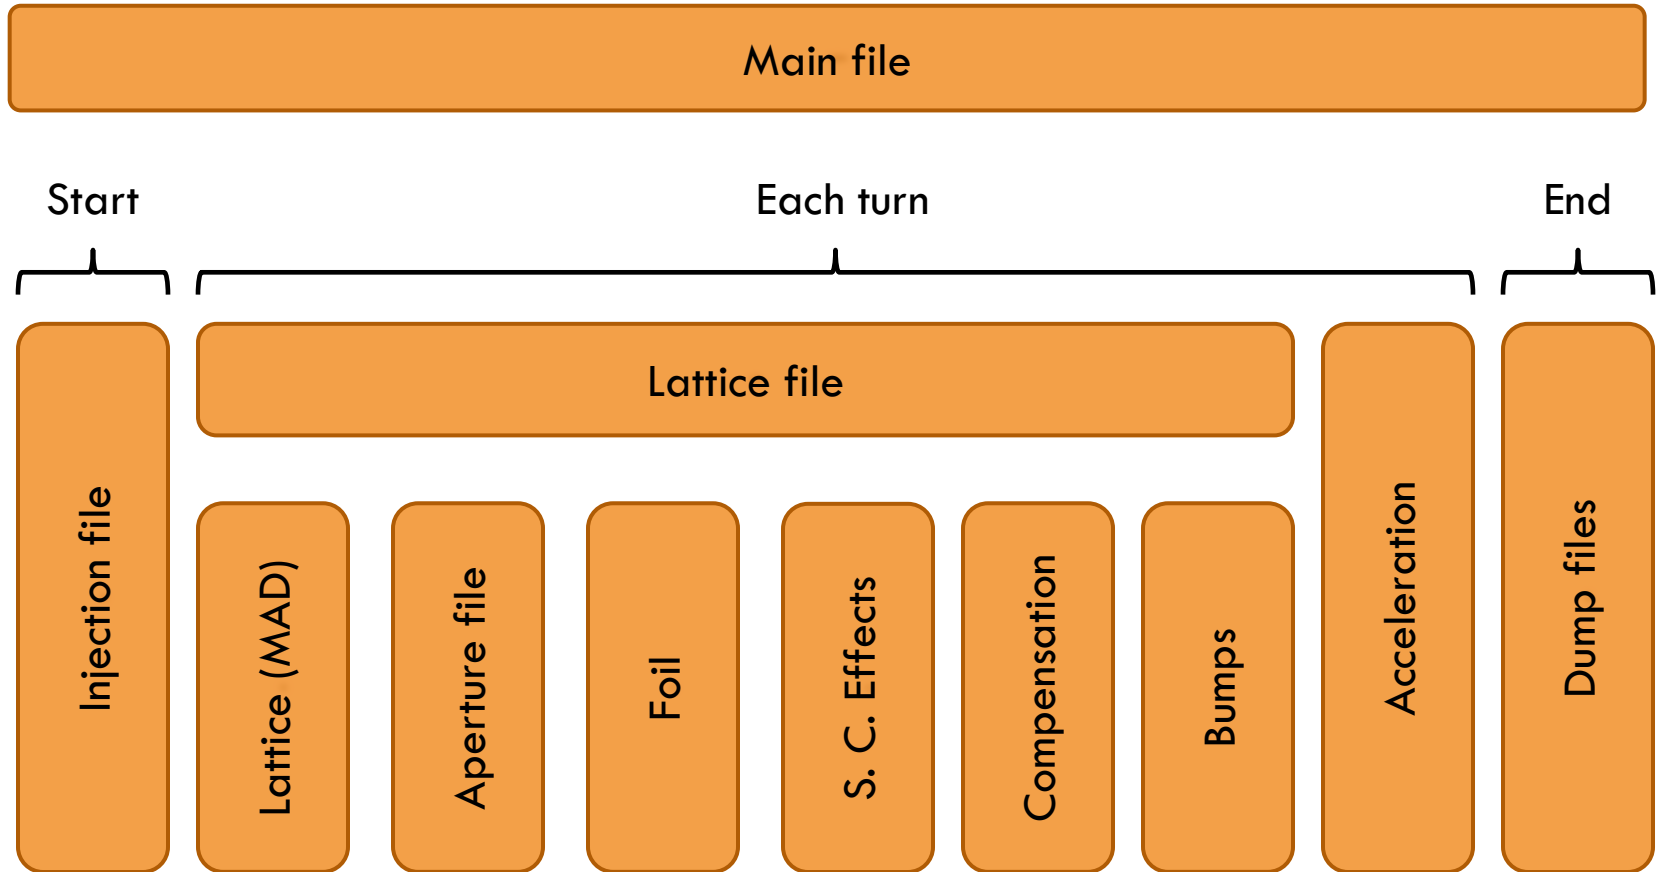 Main file
Start
Each turn
End
Injection file
Lattice file
Lattice (MAD)
Aperture file
Foil
S. C. Effects
Compensation
Bumps
Acceleration
Dump files